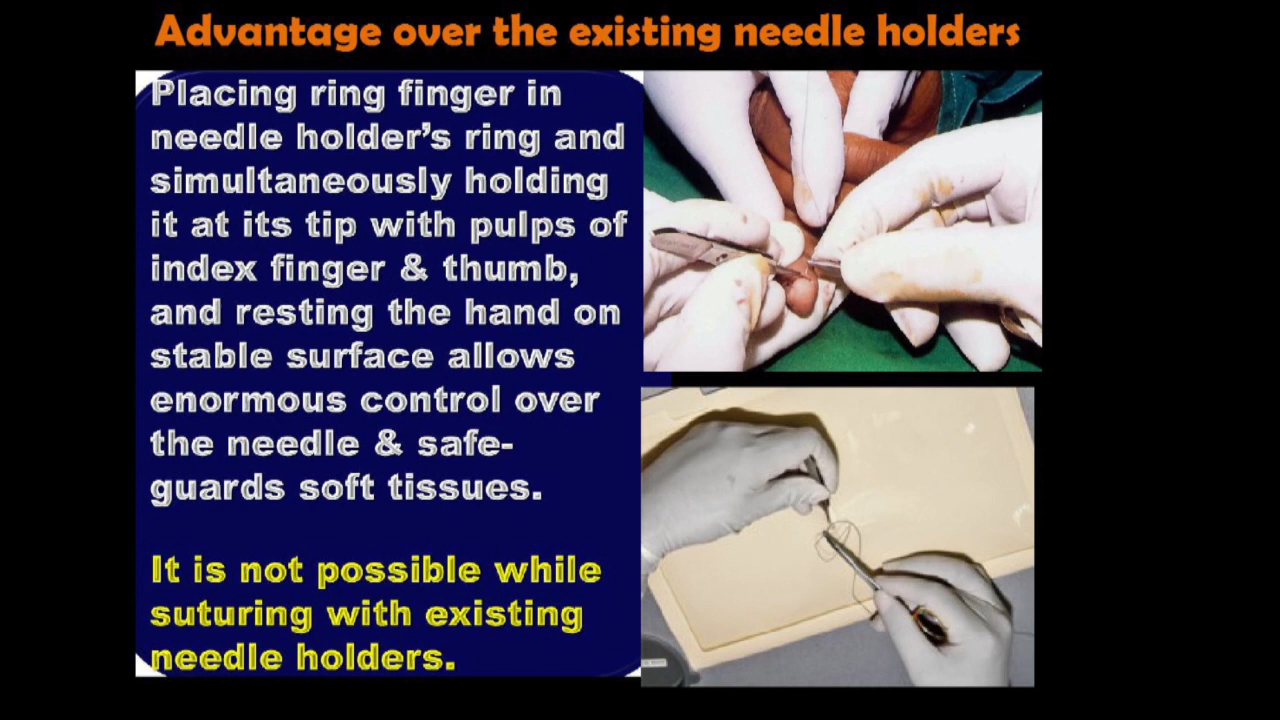 Advantage over the existing needle holders
Placing ring finger in
needle holder’s ring and
simultaneously holding
it at its tip with pulps of
index finger & thumb,
and resting the hand on
stable surface allows
enormous control over
the needle & safe-
guards soft tissues.
It is not possible while
suturing with existing
needle holders.